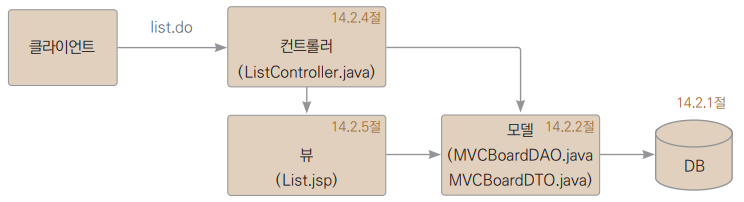 클라이언트
list.do
14.2.4절
컨트롤러
(ListController.java)
14.2.5절
뷰
(List.jsp)
14.2.2절
모델
(MVCBoardDAO.java
MVCBoardDTO.java)
14.2.1절
DB